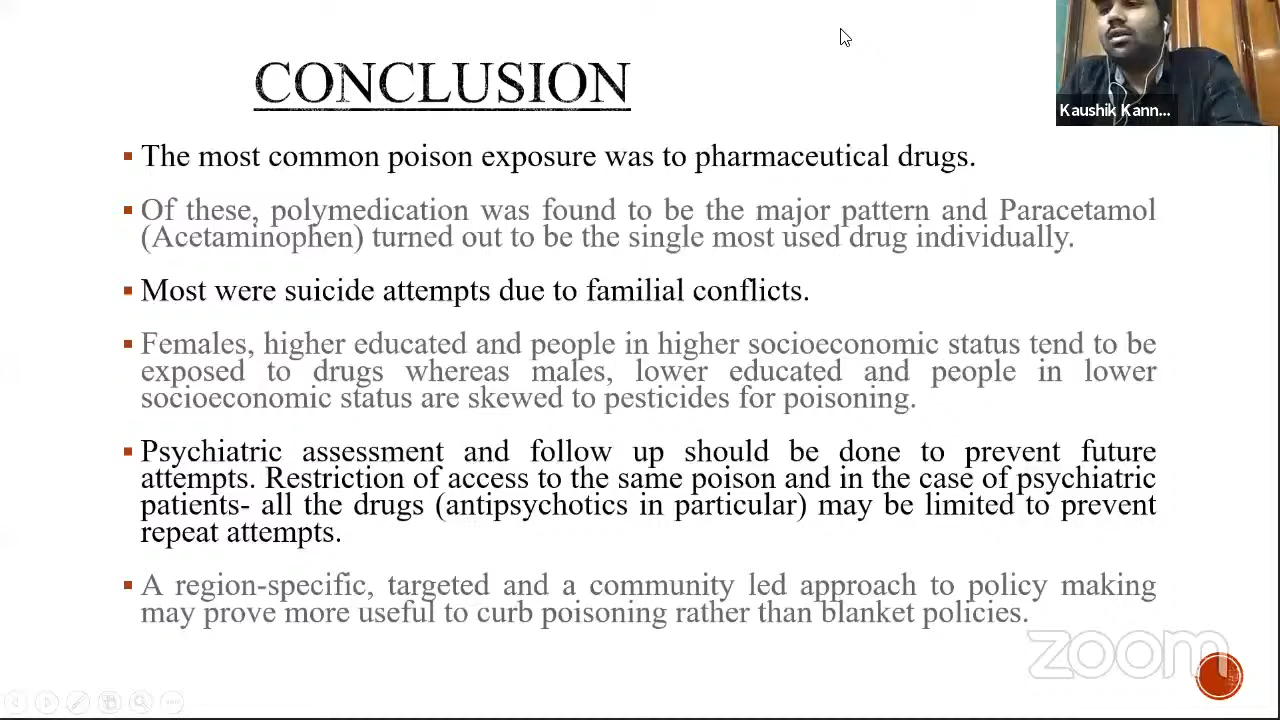 CONCLUSION
Kaushik Kann...
The most common poison exposure was to pharmaceutical drugs.
Of these, polymedication was found to be the major pattern and Paracetamol
(Acetaminophen) turned out to be the single most used drug individually.
Most were suicide attempts due to familial conflicts.
Females, higher educated and people in higher socioeconomic status tend to be
exposed to drugs whereas males, lower educated and people in lower
socioeconomic status are skewed to pesticides for poisoning.
Psychiatric assessment and follow up should be done to prevent future
attempts. Restriction of access to the same poison and in the case of psychiatric
patients- all the drugs (antipsychotics in particular) may be limited to prevent
repeat attempts.
A region-specific, targeted and a community led approach to policy making
may prove more useful to curb poisoning rather than blanket policies.
zoom